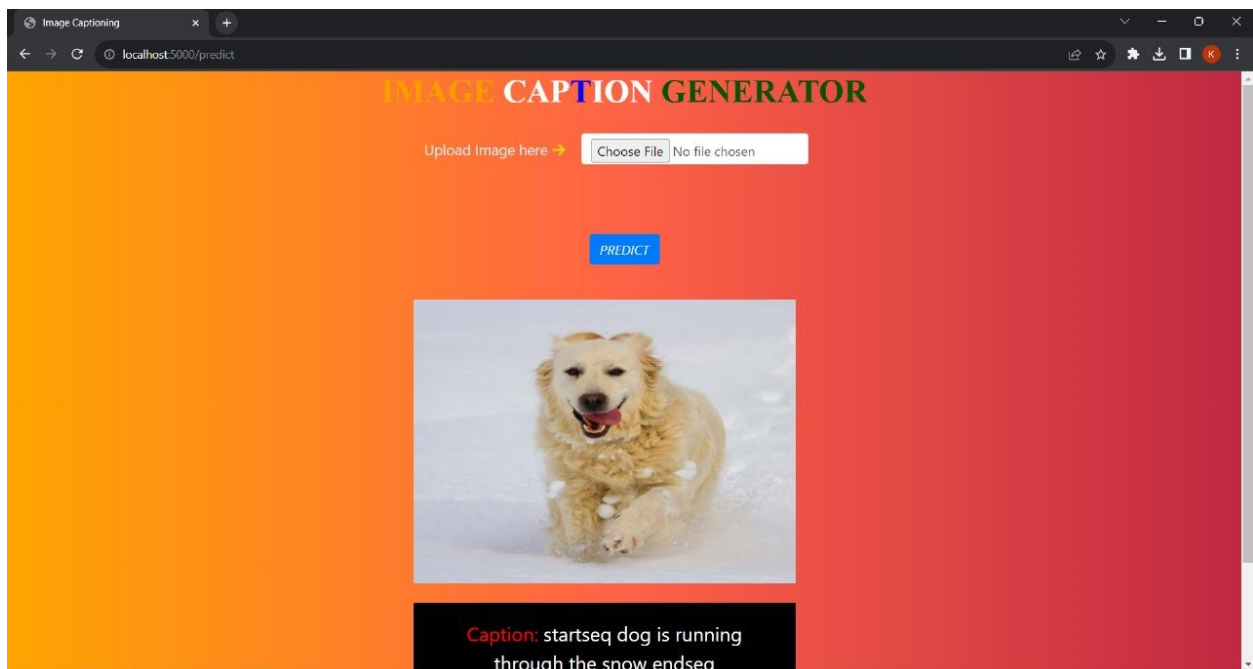 Image Captioning
localhost:5000/predict
K
IMAGE CAPTION GENERATOR
Upload Image here → Choose File No file chosen
PREDICT
Caption: startseq dog is running
through the snow endseq